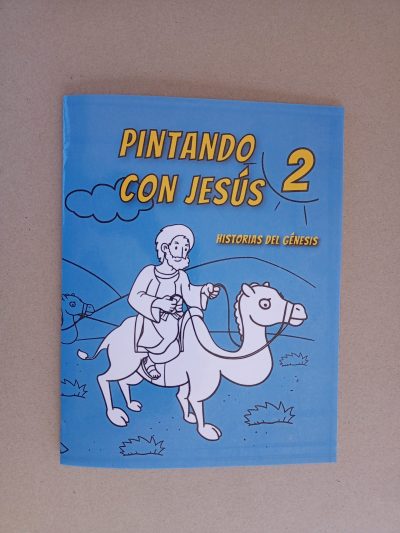 PINTANDO
CON JESÚS 2
HISTORIAS DEL GÉNESIS